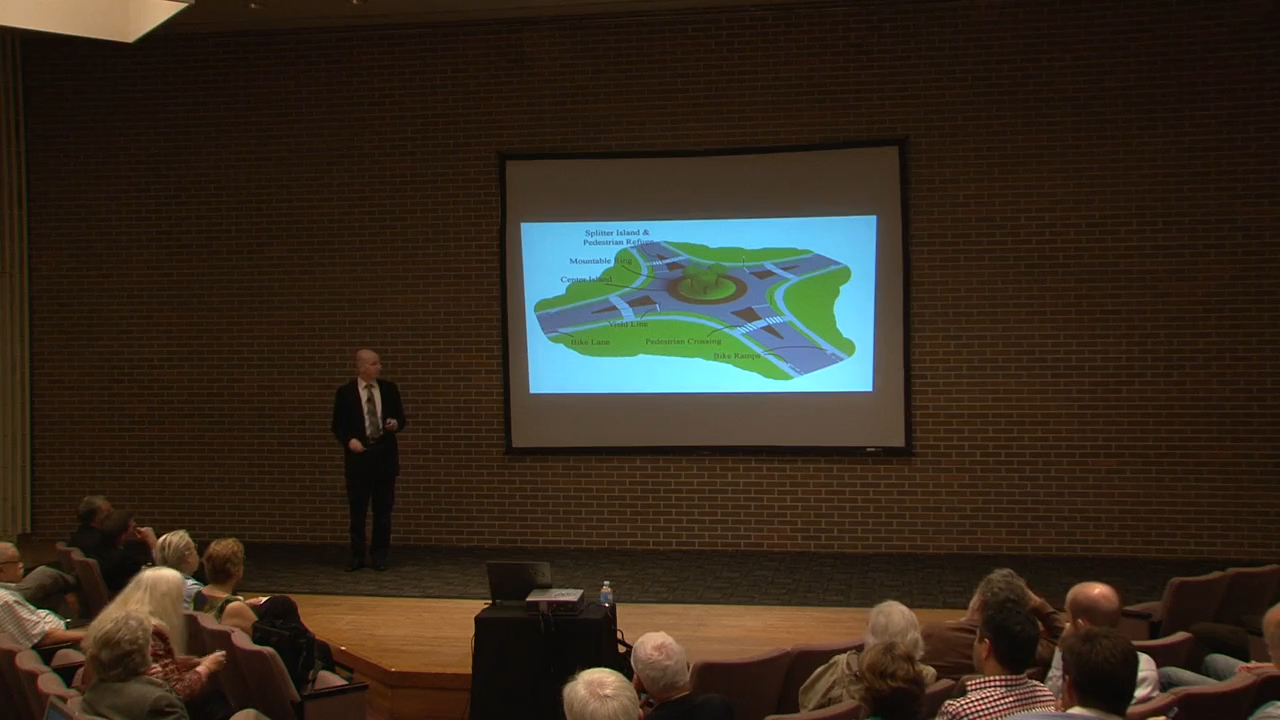 Splitter Island &
Pedestrian Refuge
Mountable Ring
Center Island
Yield Line
Bike Lane
Pedestrian Crossing
Bike Ramps